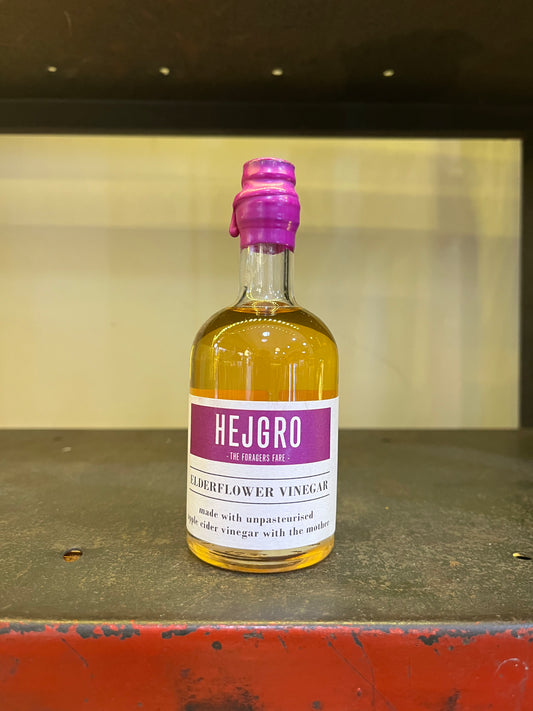 HEJGRO
- THE FORAGERS FARE -
ELDERFLOWER VINEGAR
made with unpasteurised
apple cider vinegar with the mother